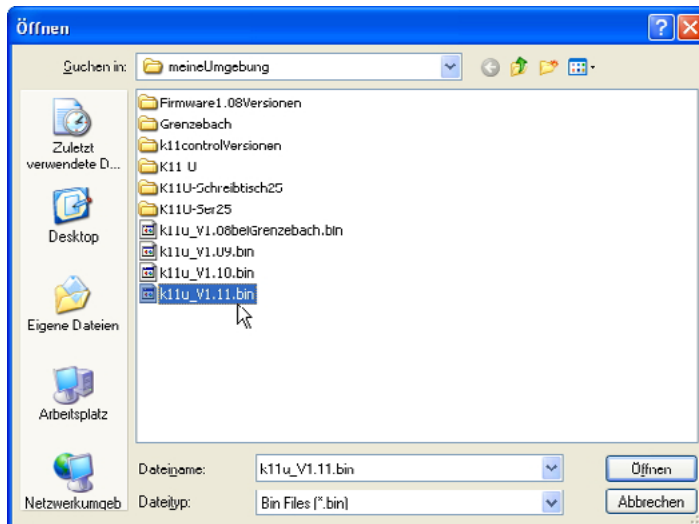 Öffnen
Suchen in:
meineUmgebung
Zuletzt
verwendete D...
Desktop
Eigene Dateien
Arbeitsplatz
Netzwerkumgeb
Firmware1.08Versionen
Grenzebach
k11controlVersionen
K11 U
K11U-Schreibtisch25
K11U-Ser25
k11u_V1.08beiGrenzebach.bin
k11u_V1.09.bin
k11u_V1.10.bin
k11u_V1.11.bin
Dateiname:
k11u_V1.11.bin
Öffnen
Dateityp:
Bin Files (*.bin)
Abbrechen